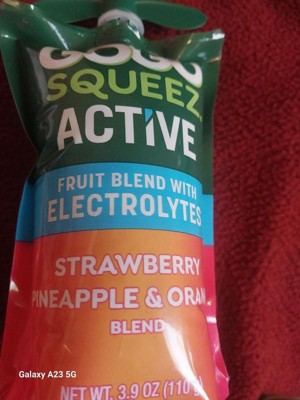 GOGO
SQUEEZ
ACTIVE
FRUIT BLEND WITH
ELECTROLYTES
STRAWBERRY
PINEAPPLE & ORAN
BLEND
NET WT. 3.9 OZ (110 g
Galaxy A23 5G